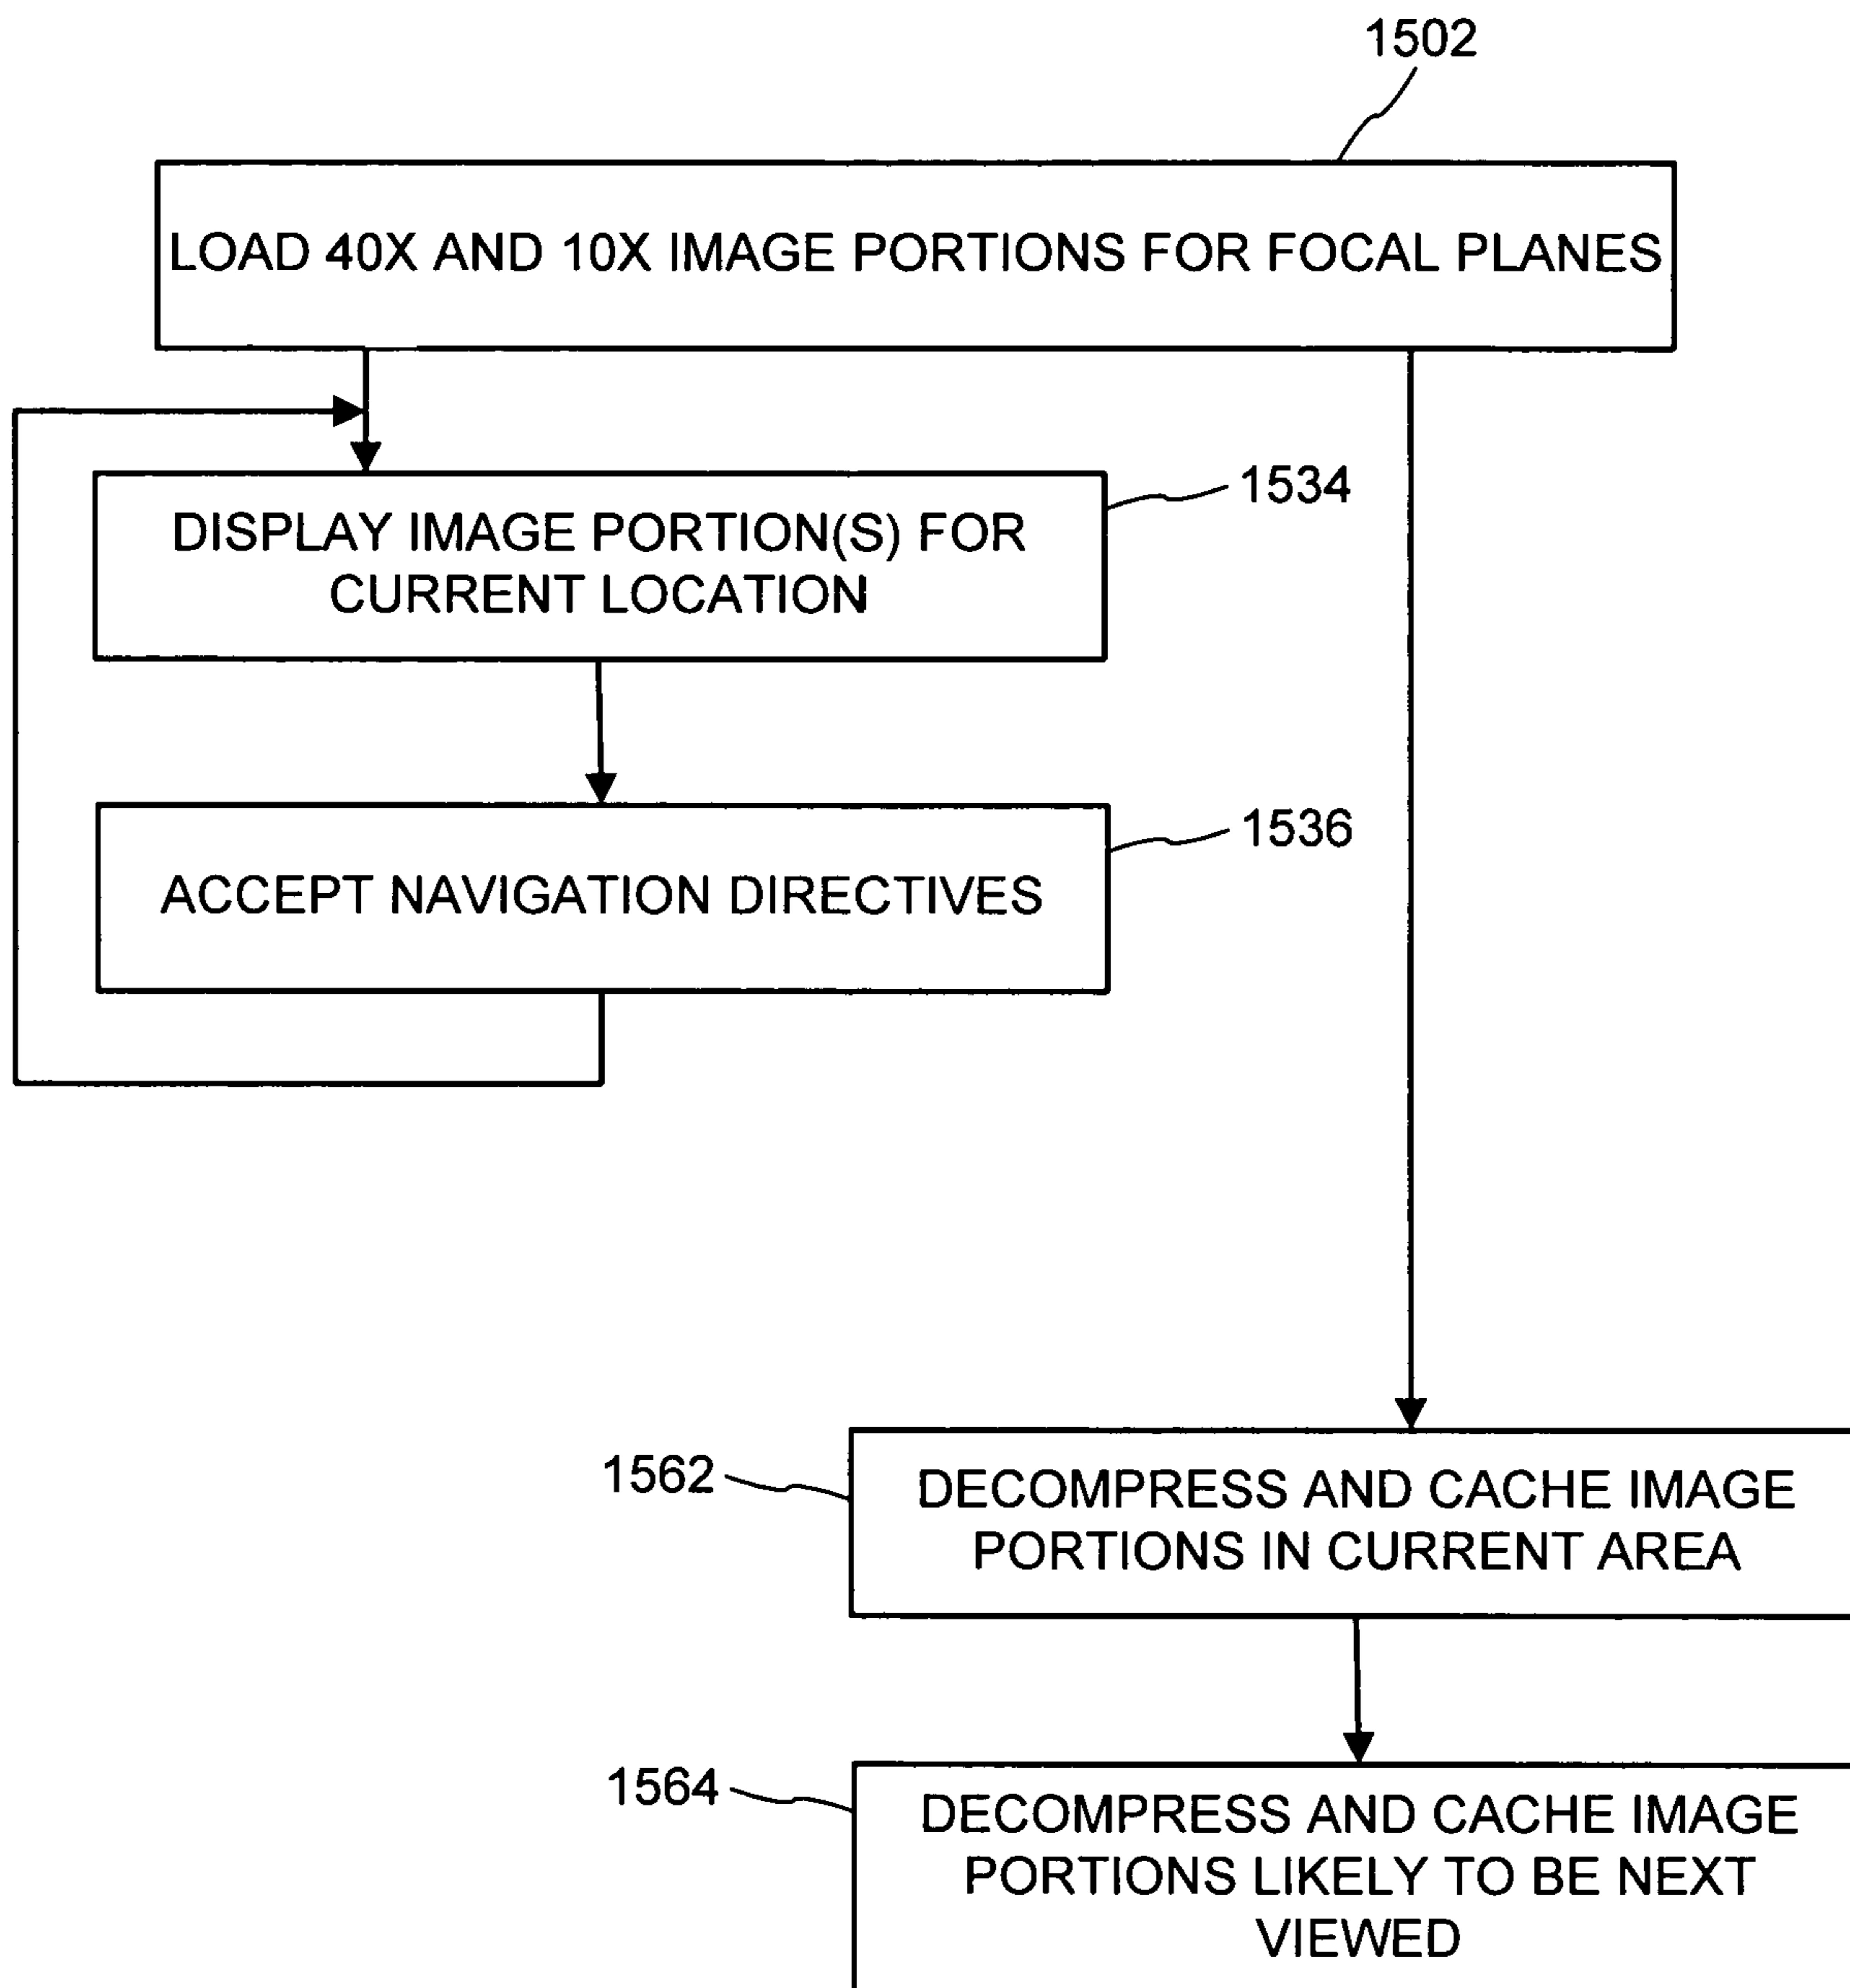 1502
LOAD 40X AND 10X IMAGE PORTIONS FOR FOCAL PLANES
1534
DISPLAY IMAGE PORTION(S) FOR
CURRENT LOCATION
1536
ACCEPT NAVIGATION DIRECTIVES
1562
DECOMPRESS AND CACHE IMAGE
PORTIONS IN CURRENT AREA
1564
DECOMPRESS AND CACHE IMAGE
PORTIONS LIKELY TO BE NEXT
VIEWED